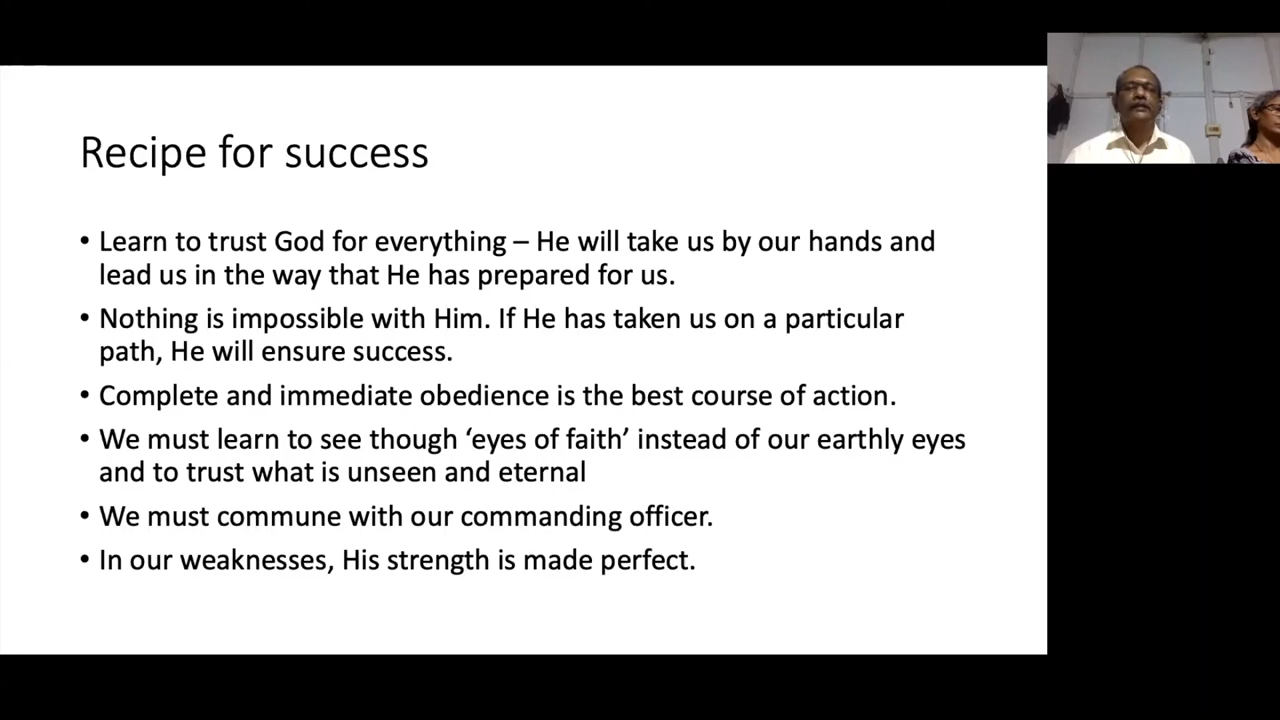 Recipe for success
• Learn to trust God for everything – He will take us by our hands and
lead us in the way that He has prepared for us.
• Nothing is impossible with Him. If He has taken us on a particular
path, He will ensure success.
• Complete and immediate obedience is the best course of action.
• We must learn to see though ‘eyes of faith’ instead of our earthly eyes
and to trust what is unseen and eternal
• We must commune with our commanding officer.
• In our weaknesses, His strength is made perfect.